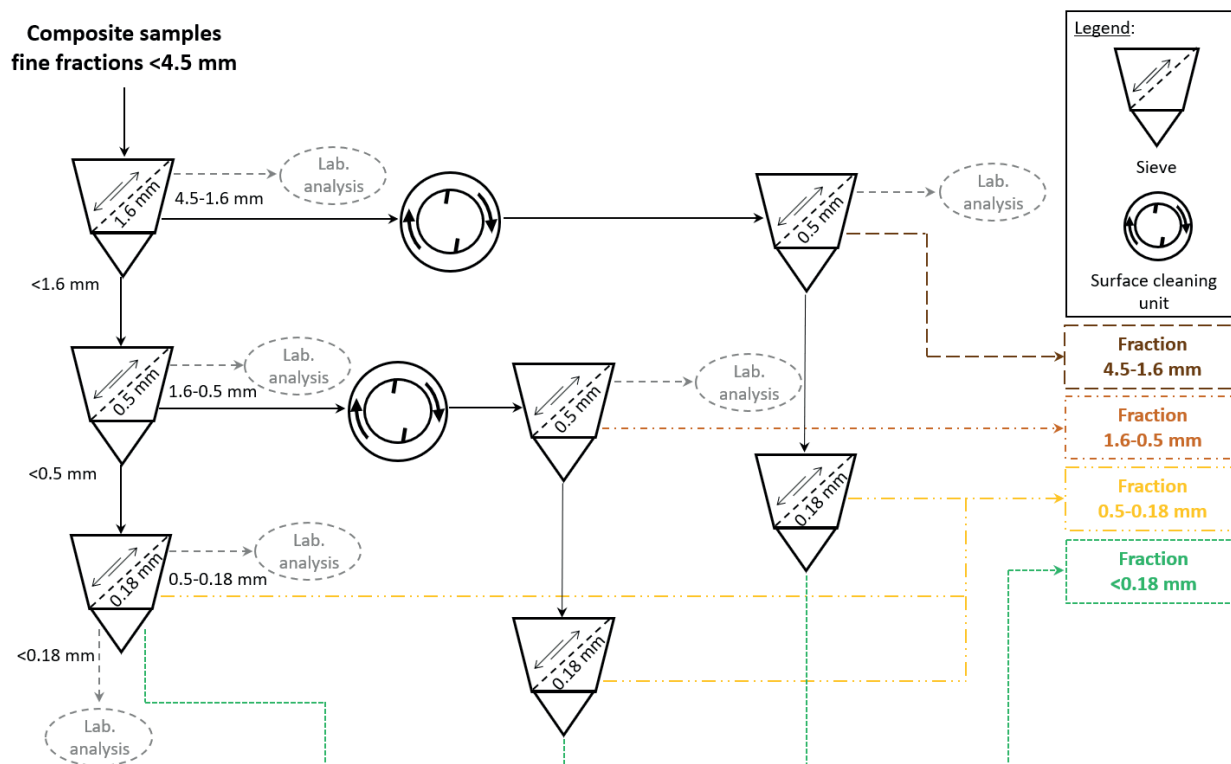 Composite samples
fine fractions <4.5 mm
Legend:
Sieve
Surface cleaning
unit
1.6 mm
4.5-1.6 mm
Lab.
analysis
0.5 mm
Lab.
analysis
<1.6 mm
0.5 mm
1.6-0.5 mm
Lab.
analysis
0.5 mm
Lab.
analysis
Fraction
4.5-1.6 mm
Fraction
1.6-0.5 mm
<0.5 mm
0.18 mm
Fraction
0.5-0.18 mm
0.18 mm
0.5-0.18 mm
Lab.
analysis
Fraction
<0.18 mm
<0.18 mm
0.18 mm
Lab.
analysis